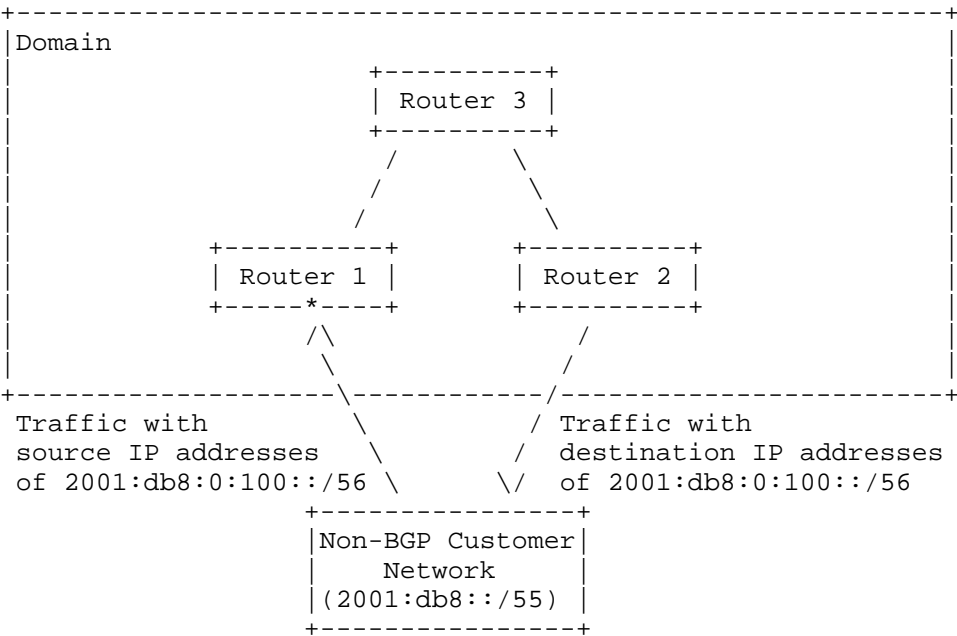 Domain
Router 3
Router 1 Router 2
*
Traffic with Traffic with
source IP addresses destination IP addresses
of 2001:db8:0:100::/56 of 2001:db8:0:100::/56
Non-BGP Customer
Network
(2001:db8::/55)